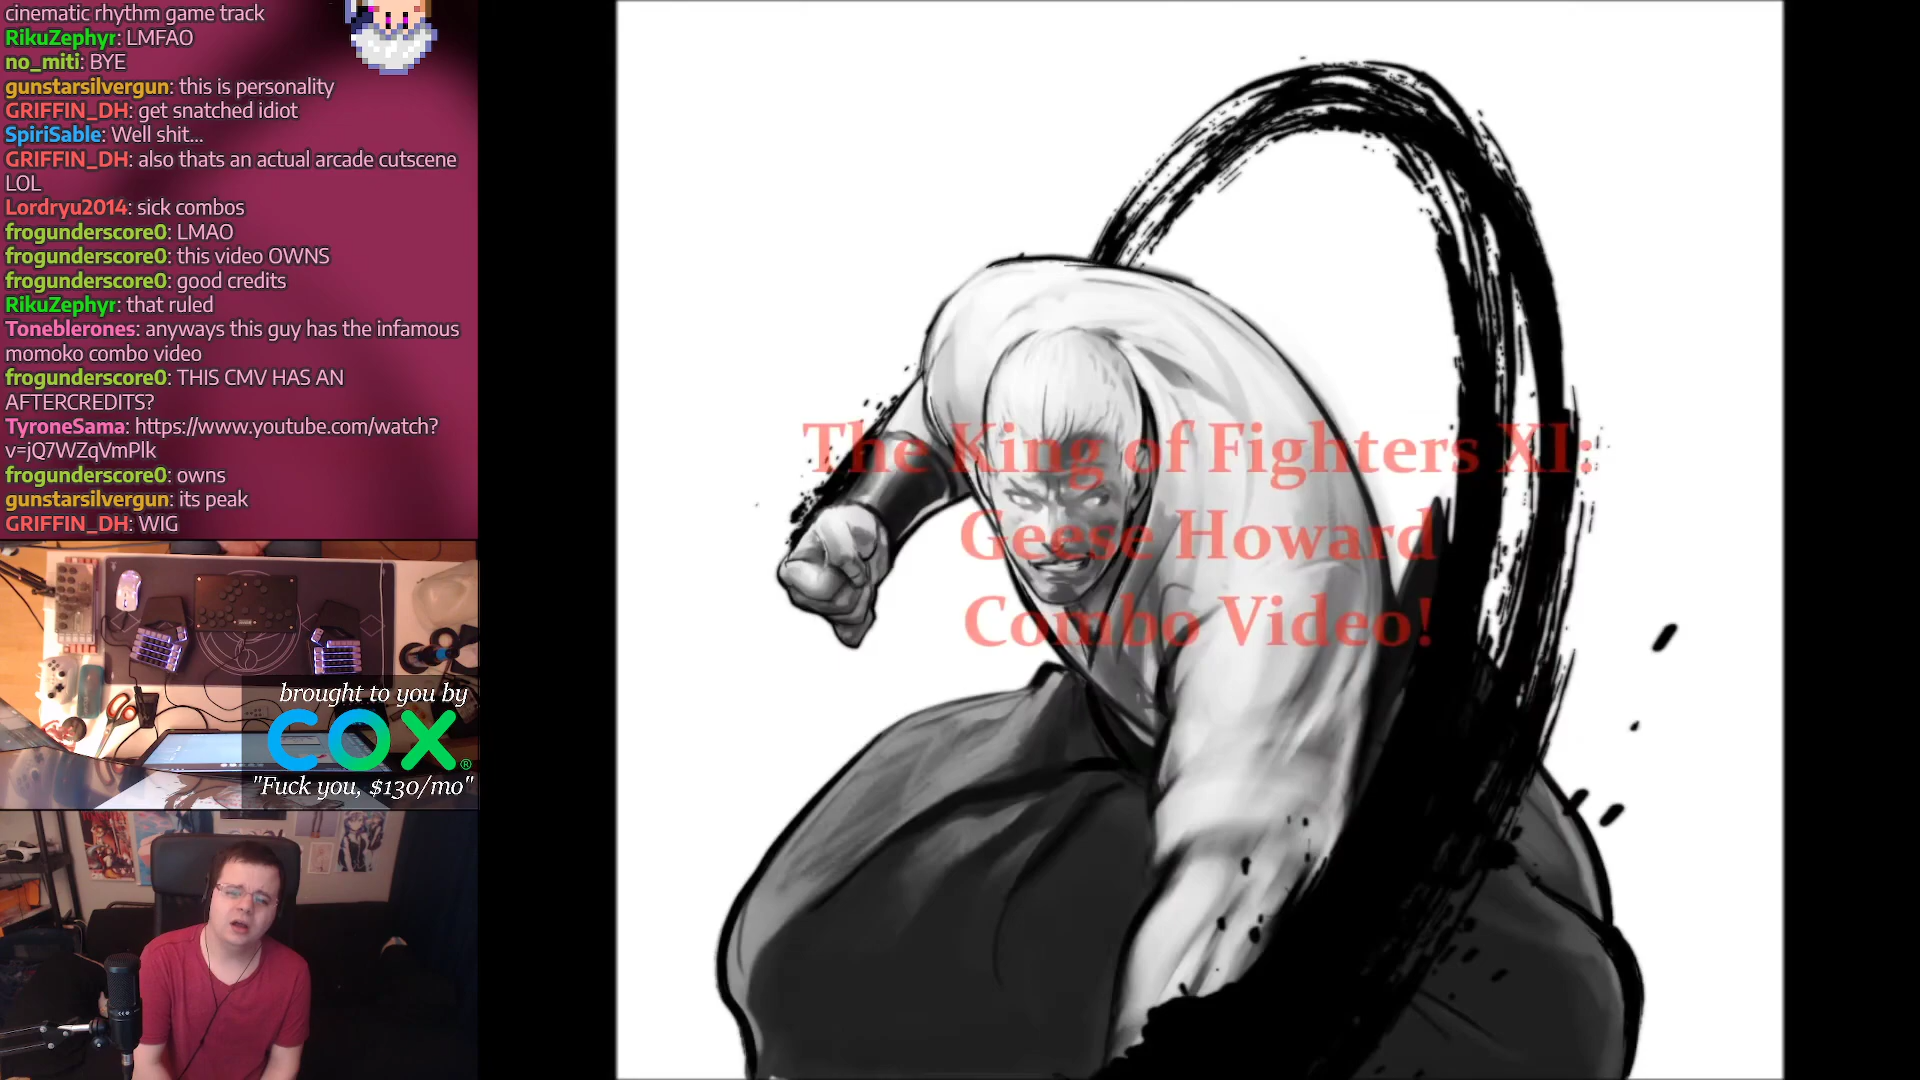 cinematic rhythm game track
RikuZephyr: LMFAO
no_miti: BYE
gunstarsilvergun: this is personality
GRIFFIN_DH: get snatched idiot
SpiriSable: Well shit...
GRIFFIN_DH: also thats an actual arcade cutscene
LOL
Lordryu2014: sick combos
frogunderscore0: LMAO
frogunderscore0: this video OWNS
frogunderscore0: good credits
RikuZephyr: that ruled
Toneblerones: anyways this guy has the infamous
momoko combo video
frogunderscore0: THIS CMV HAS AN
AFTERCREDITS?
TyroneSama: https://www.youtube.com/watch?
v=jQ7WZqVmPlk
frogunderscore0: owns
gunstarsilvergun: its peak
GRIFFIN_DH: WIG
brought to you by
COX®
"Fuck you, $130/mo"
The King of Fighters XI:
Geese Howard
Combo Video!